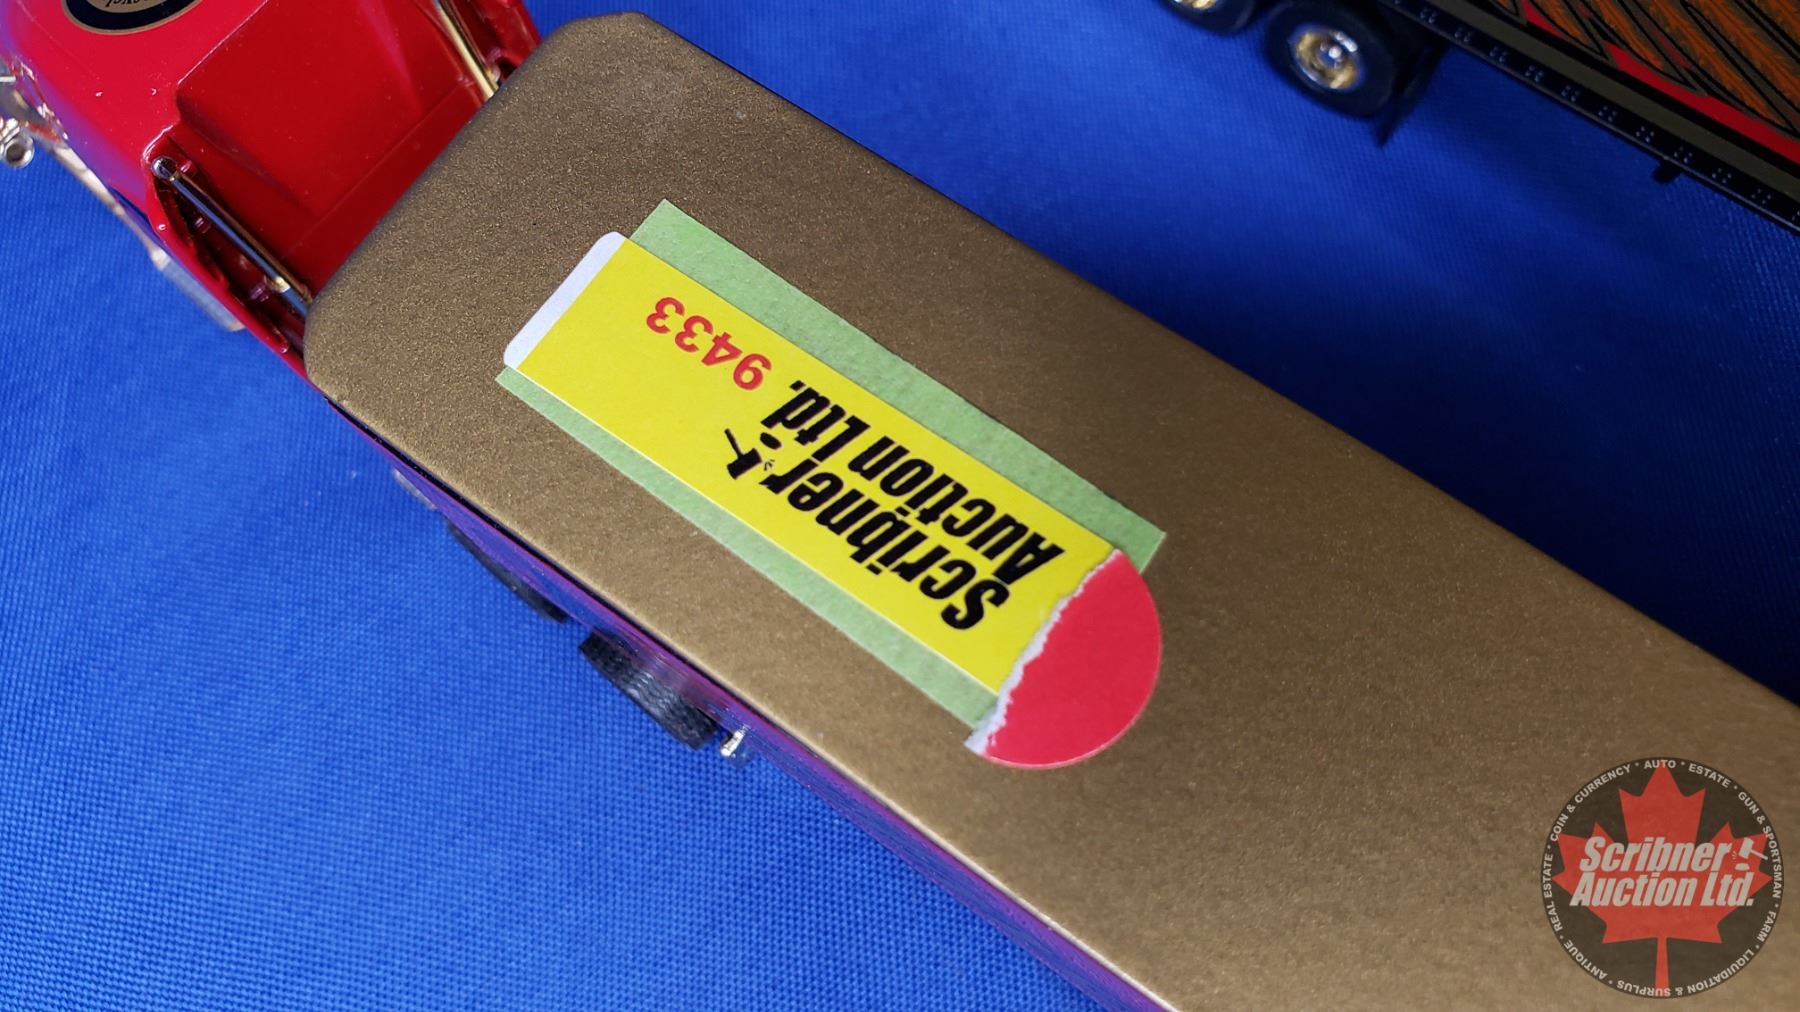 Scribner
Auction Ltd.
9433
COIN & CURRENCY * AUTO * ESTATE * GUN & SPORTSMAN * FARM * LIQUIDATION & SURPLUS * ANTIQUE * REAL ESTATE *
Scribner
Auction Ltd.